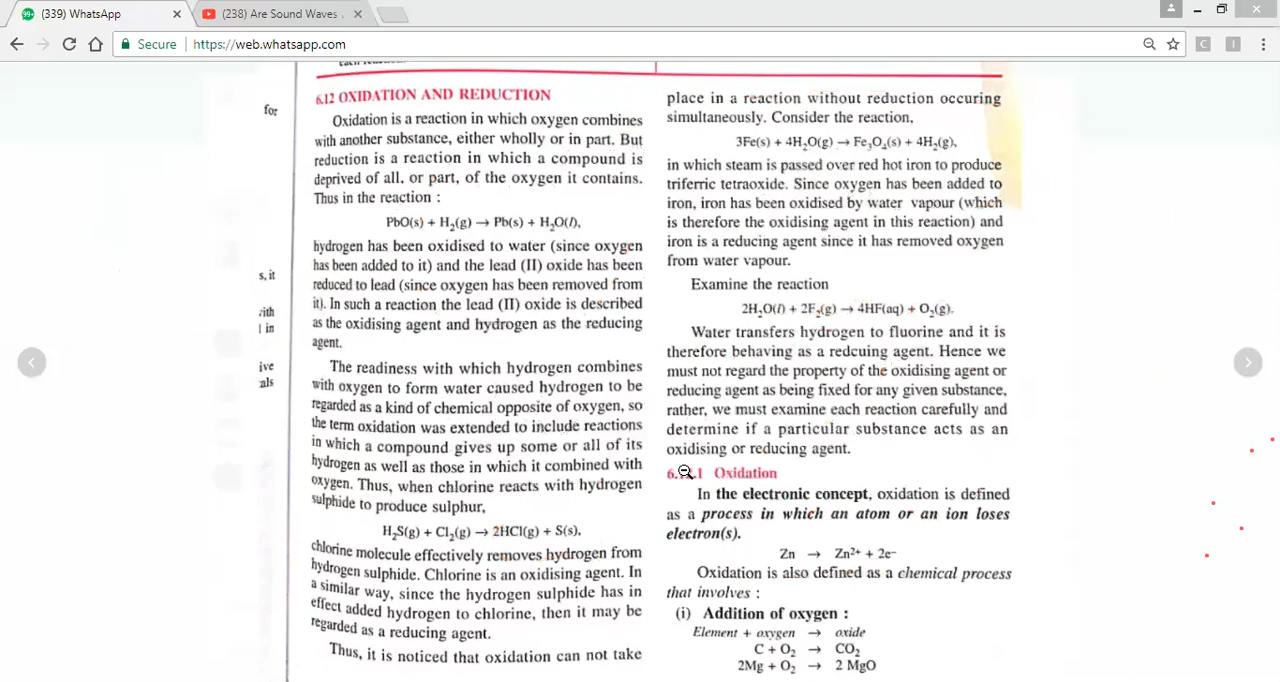 (339) WhatsApp
(238) Are Sound Waves
Secure
https://web.whatsapp.com
for
s, it
with
l in
ive
als
6.12 OXIDATION AND REDUCTION
Oxidation is a reaction in which oxygen combines
with another substance, either wholly or in part. But
reduction is a reaction in which a compound is
deprived of all, or part, of the oxygen it contains.
Thus in the reaction :
PbO(s) + H₂(g) → Pb(s) + H₂O(l),
hydrogen has been oxidised to water (since oxygen
has been added to it) and the lead (II) oxide has been
reduced to lead (since oxygen has been removed from
it). In such a reaction the lead (II) oxide is described
as the oxidising agent and hydrogen as the reducing
agent.
The readiness with which hydrogen combines
with oxygen to form water caused hydrogen to be
regarded as a kind of chemical opposite of oxygen, so
the term oxidation was extended to include reactions
in which a compound gives up some or all of its
hydrogen as well as those in which it combined with
oxygen. Thus, when chlorine reacts with hydrogen
sulphide to produce sulphur,
H₂S(g) + Cl₂(g) → 2HCl(g) + S(s).
chlorine molecule effectively removes hydrogen from
hydrogen sulphide. Chlorine is an oxidising agent. In
a similar way, since the hydrogen sulphide has in
effect added hydrogen to chlorine, then it may be
regarded as a reducing agent.
Thus, it is noticed that oxidation can not take
place in a reaction without reduction occuring
simultaneously. Consider the reaction,
3Fe(s) + 4H₂O(g) → Fe₃O₄(s) + 4H₂(g),
in which steam is passed over red hot iron to produce
triferric tetraoxide. Since oxygen has been added to
iron, iron has been oxidised by water vapour (which
is therefore the oxidising agent in this reaction) and
iron is a reducing agent since it has removed oxygen
from water vapour.
Examine the reaction
2H₂O(l) + 2F₂(g) → 4HF(aq) + O₂(g).
Water transfers hydrogen to fluorine and it is
therefore behaving as a redcuing agent. Hence we
must not regard the property of the oxidising agent or
reducing agent as being fixed for any given substance,
rather, we must examine each reaction carefully and
determine if a particular substance acts as an
oxidising or reducing agent.
Oxidation
In the electronic concept, oxidation is defined
as a process in which an atom or an ion loses
electron(s).
Zn → Zn²⁺ + 2e⁻
Oxidation is also defined as a chemical process
that involves :
(i) Addition of oxygen :
Element + oxygen → oxide
C + O₂ → CO₂
2Mg + O₂ → 2 MgO